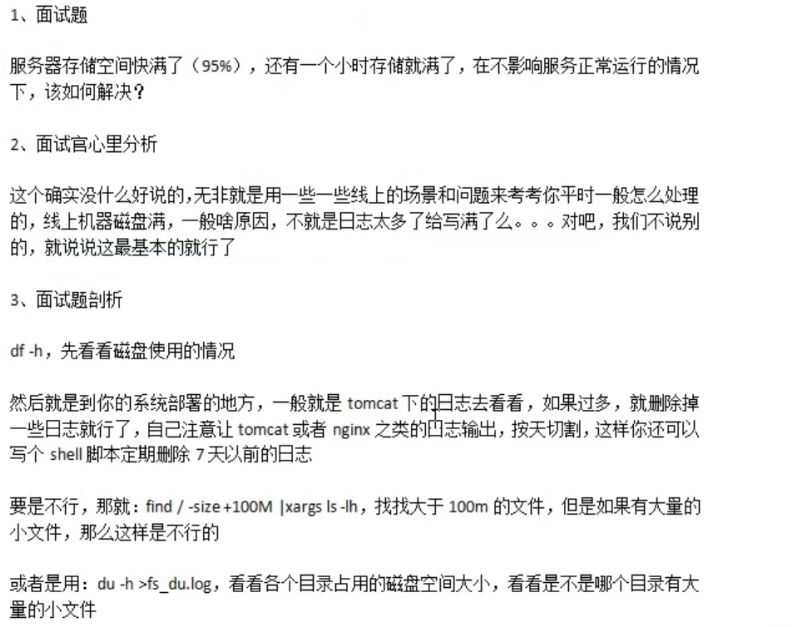 1、面试题
服务器存储空间快满了（95%），还有一个小时存储就满了，在不影响服务正常运行的情况
下，该如何解决？
2、面试官心里分析
这个确实没什么好说的，无非就是用一些一些线上的场景和问题来考考你平时一般怎么处理
的，线上机器磁盘满，一般啥原因，不就是日志太多了给写满了么。。。对吧，我们不说别
的，就说说这最基本的就行了
3、面试题剖析
df -h，先看看磁盘使用的情况
然后就是到你的系统部署的地方，一般就是 tomcat 下的日志去看看，如果过多，就删除掉
一些日志就行了，自己注意让 tomcat 或者 nginx 之类的日志输出，按天切割，这样你还可以
写个 shell 脚本定期删除 7 天以前的日志
要是不行，那就：find / -size +100M |xargs ls -lh，找找大于 100m 的文件，但是如果有大量的
小文件，那么这样是不行的
或者是用：du -h >fs_du.log，看看各个目录占用的磁盘空间大小，看看是不是哪个目录有大
量的小文件